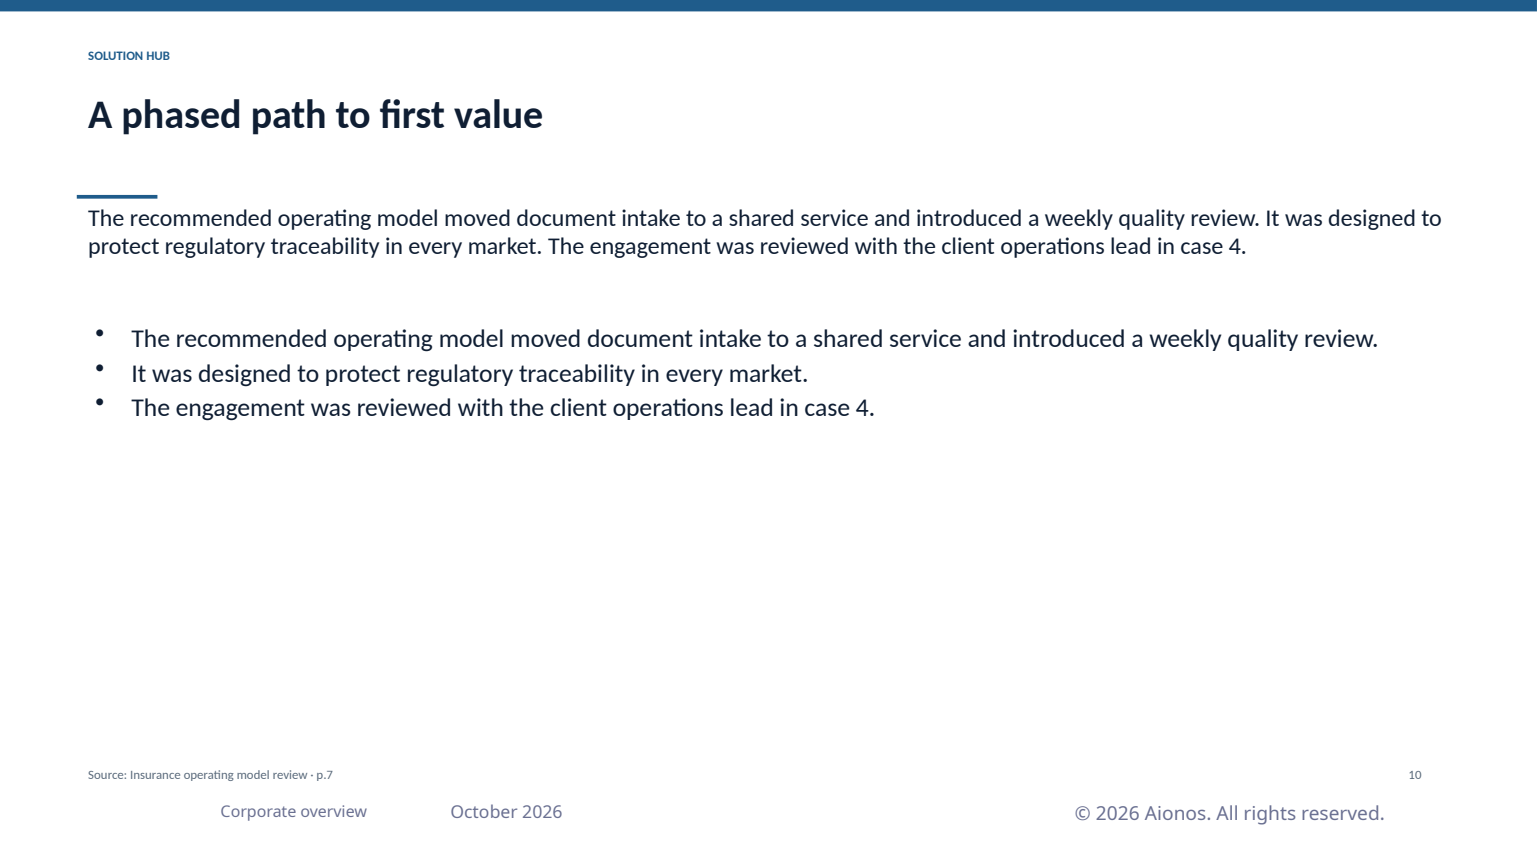 SOLUTION HUB
A phased path to first value
The recommended operating model moved document intake to a shared service and introduced a weekly quality review. It was designed to
protect regulatory traceability in every market. The engagement was reviewed with the client operations lead in case 4.
• The recommended operating model moved document intake to a shared service and introduced a weekly quality review.
• It was designed to protect regulatory traceability in every market.
• The engagement was reviewed with the client operations lead in case 4.
Source: Insurance operating model review · p.7
10
Corporate overview
October 2026
© 2026 Aionos. All rights reserved.